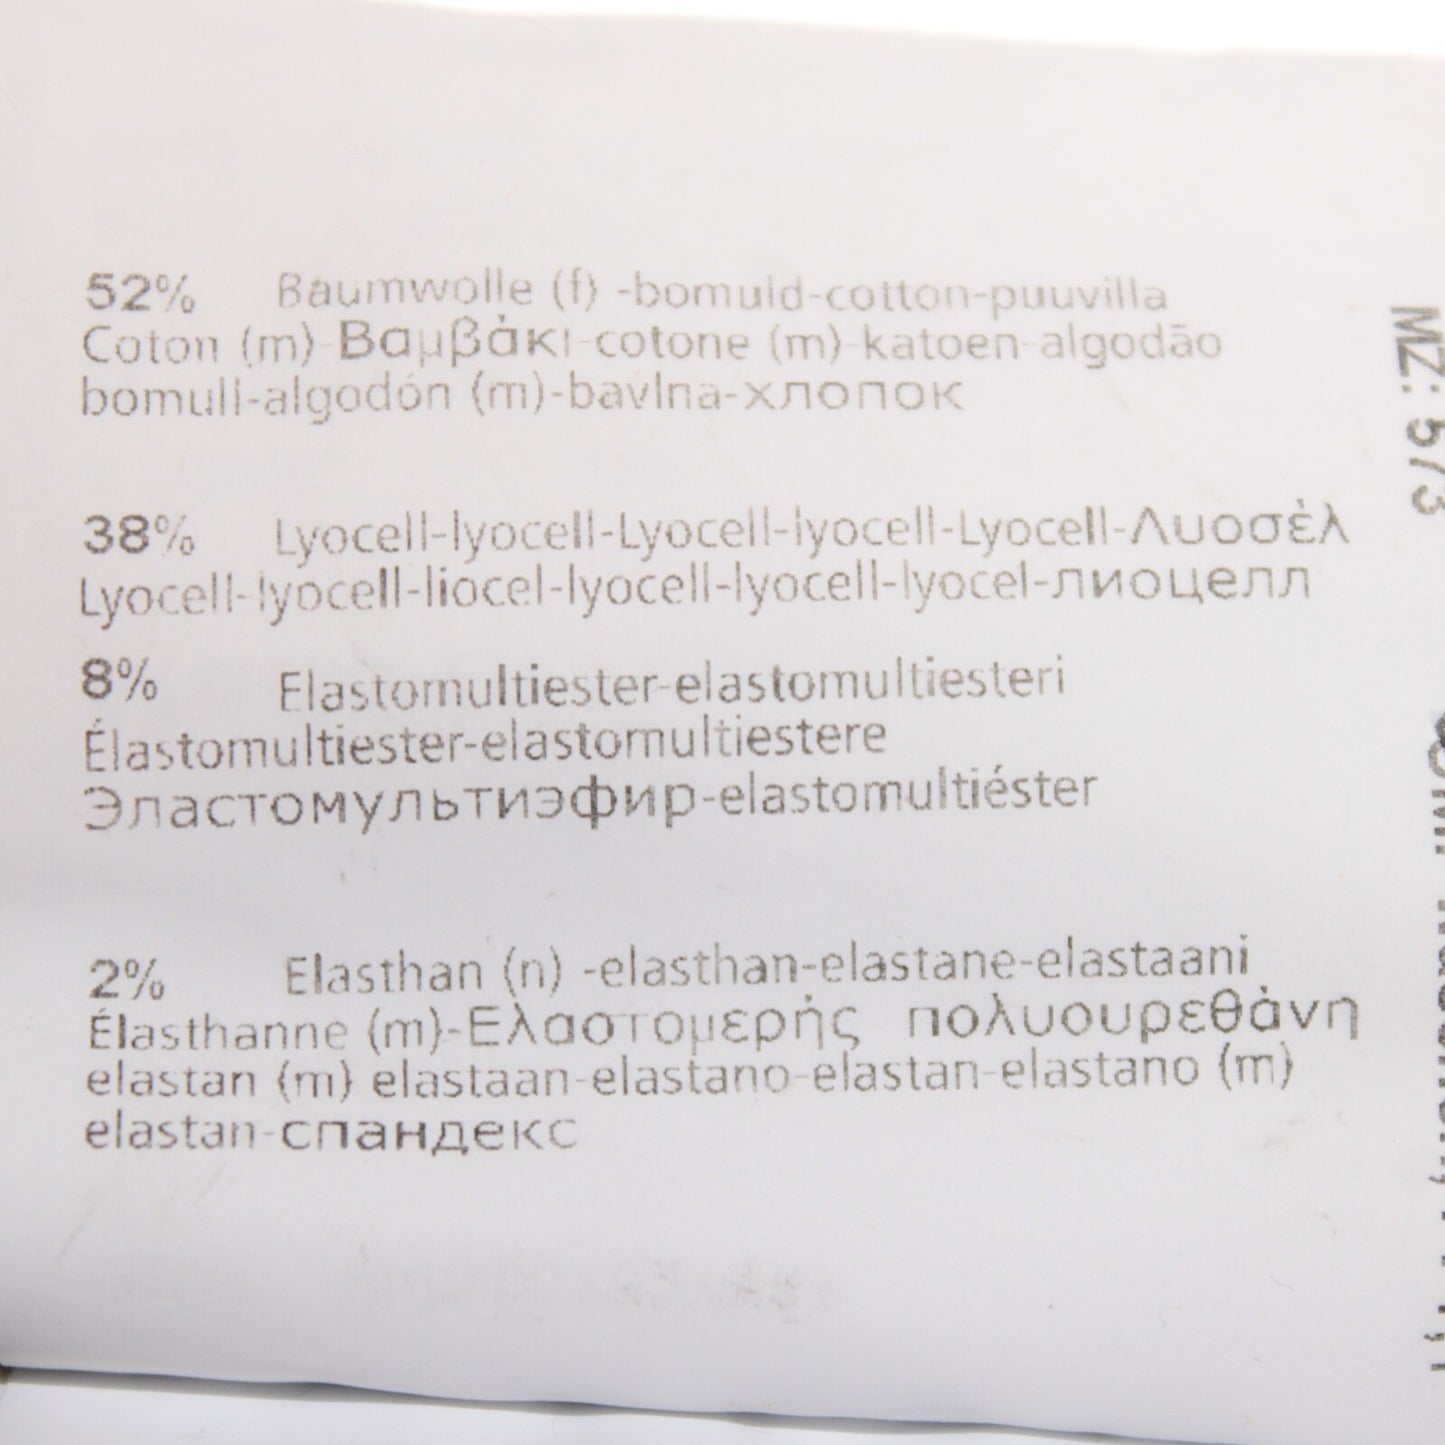 52% Baumwolle (f) -bomuld-cotton-puuvilla
Coton (m)-Βαμβάκι-cotone (m)-katoen-algodão
bomull-algodón (m)-bavlna-хлопок
38% Lyocell-lyocell-Lyocell-lyocell-Lyocell-Λυοσέλ
Lyocell-lyocell-liocel-lyocell-lyocell-lyocel-лиоцелл
8% Elastomultiester-elastomultiesteri
Élastomultiester-elastomultiestere
Эластомультиэфир-elastomultiéster
2% Elasthan (n) -elasthan-elastane-elastaani
Élasthanne (m)-Ελαστομερής πολυουρεθάνη
elastan (m) elastaan-elastano-elastan-elastano (m)
elastan-спандекс
MZ: 573